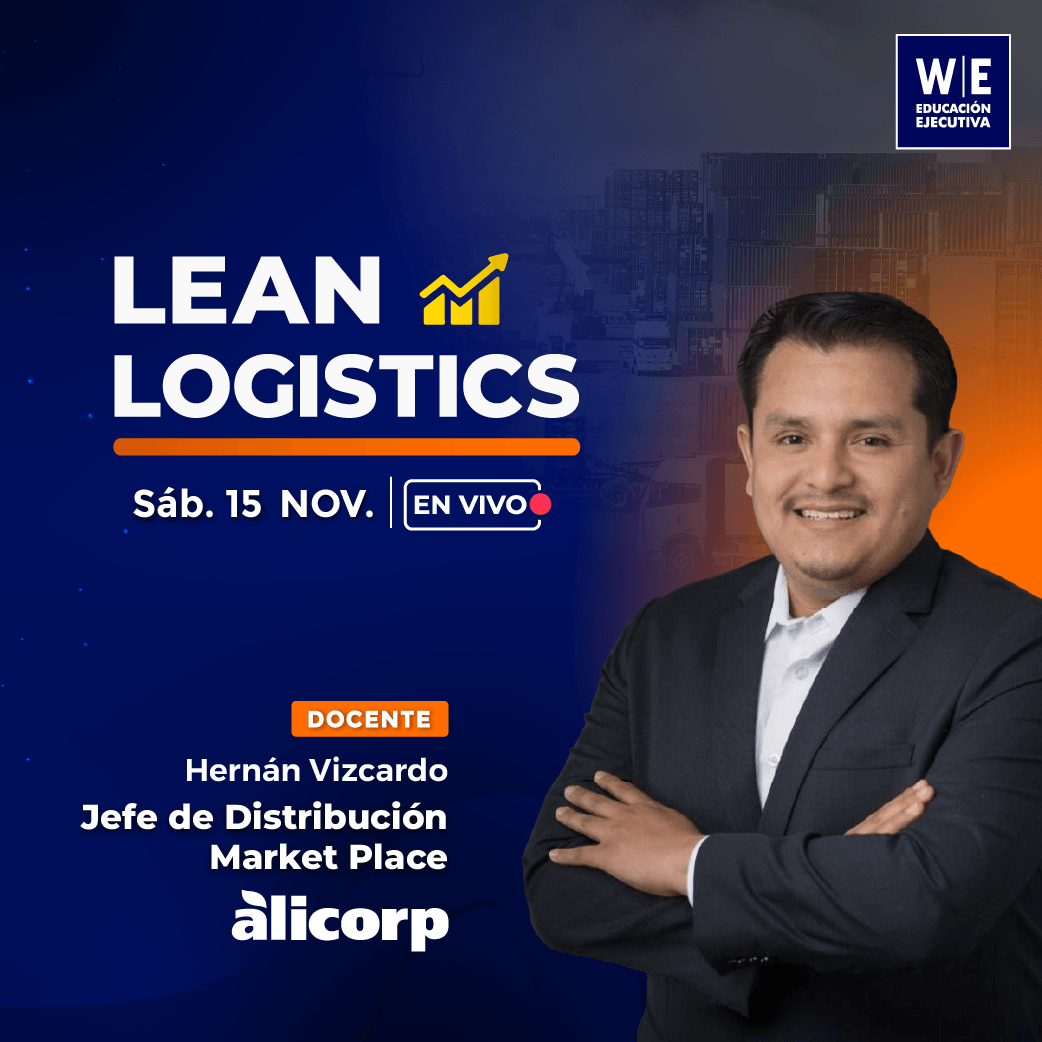 W|E
EDUCACIÓN
EJECUTIVA
LEAN
LOGISTICS
Sáb. 15 NOV. | EN VIVO
DOCENTE
Hernán Vizcardo
Jefe de Distribución
Market Place
alicorp